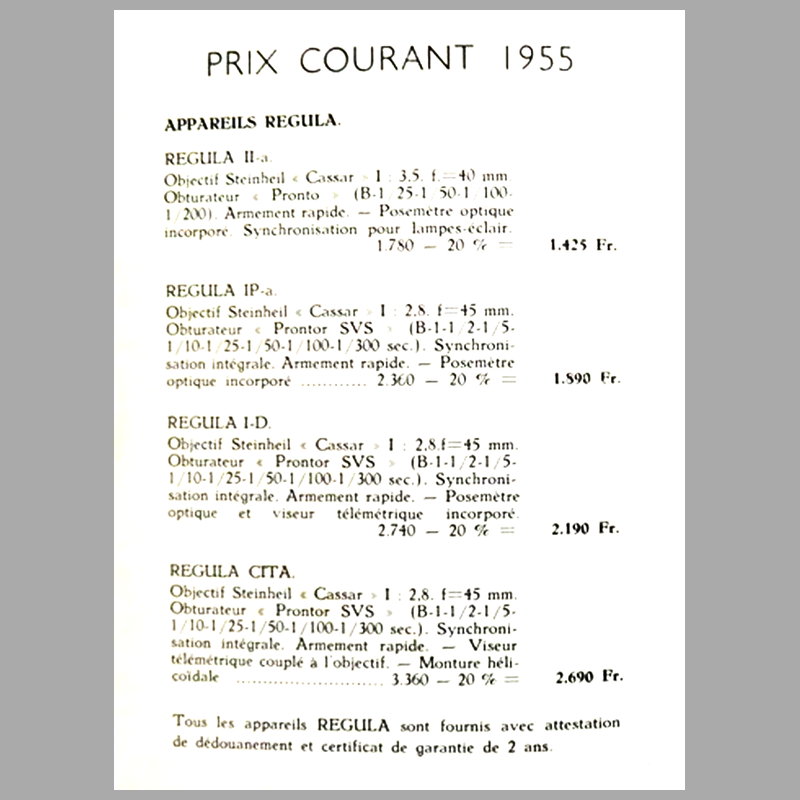 PRIX COURANT 1955
APPAREILS REGULA.
REGULA II-a.
Objectif Steinheil « Cassar » I : 3.5. f.=40 mm.
Obturateur « Pronto » (B-1/25-1/50-1/100-
1/200). Armement rapide. — Posemètre optique
incorporé. Synchronisation pour lampes-éclair.
1.780 — 20 % = 1.425 Fr.
REGULA IP-a.
Objectif Steinheil « Cassar » I : 2.8. f=45 mm.
Obturateur « Prontor SVS » (B-1-1/2-1/5-
1/10-1/25-1/50-1/100-1/300 sec.). Synchroni-
sation intégrale. Armement rapide. — Posemètre
optique incorporé ............ 2.360 — 20 % = 1.890 Fr.
REGULA I-D.
Objectif Steinheil « Cassar » I : 2,8.f=45 mm.
Obturateur « Prontor SVS » (B-1-1/2-1/5-
1/10-1/25-1/50-1/100-1/300 sec.). Synchroni-
sation intégrale. Armement rapide. — Posemètre
optique et viseur télémétrique incorporé.
2.740 — 20 % = 2.190 Fr.
REGULA CITA.
Objectif Steinheil « Cassar » I : 2,8. f=45 mm.
Obturateur « Prontor SVS » (B-1-1/2-1/5-
1/10-1/25-1/50-1/100-1/300 sec.). Synchroni-
sation intégrale. Armement rapide. — Viseur
télémétrique couplé à l'objectif. — Monture héli-
coïdale ........................ 3.360 — 20 % = 2.690 Fr.
Tous les appareils REGULA sont fournis avec attestation
de dédouanement et certificat de garantie de 2 ans.